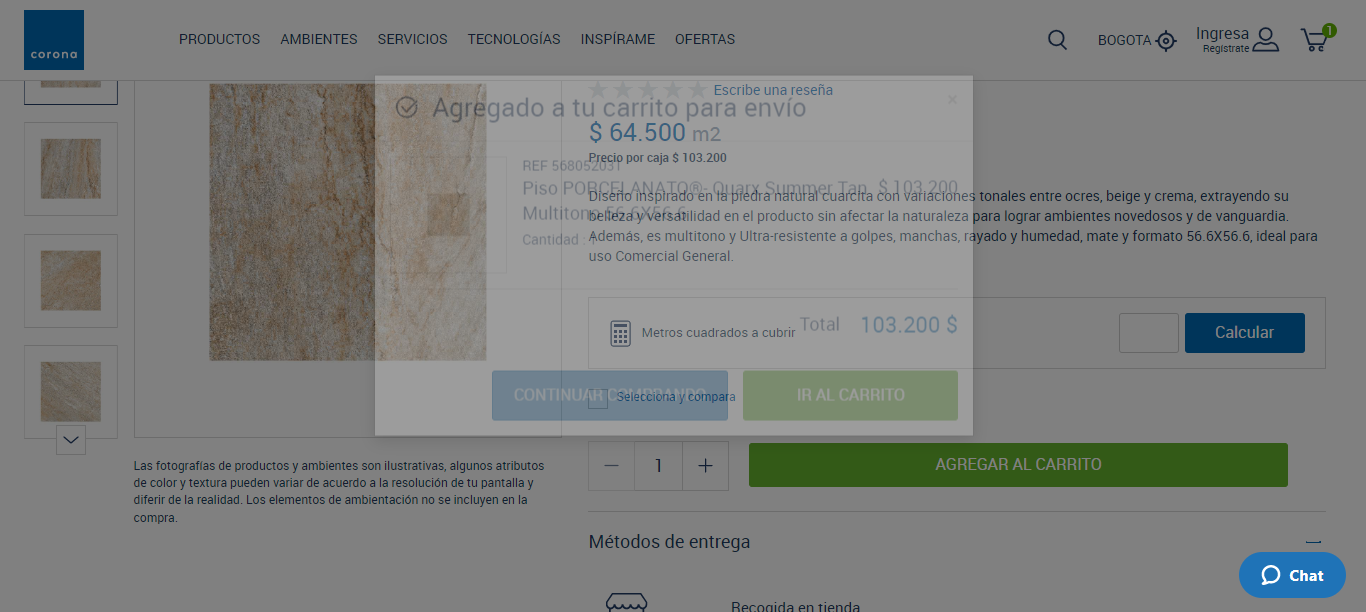 corona
PRODUCTOS AMBIENTES SERVICIOS TECNOLOGÍAS INSPÍRAME OFERTAS
BOGOTA
Ingresa
Regístrate
1
Escribe una reseña
Agregado a tu carrito para envío
×
$ 64.500 m2
Precio por caja $ 103.200
REF 568052031
Piso PORCELANATO®- Quarx Summer Tan $ 103.200
Multitono 56.6X56.6
Cantidad : 1
Diseño inspirado en la piedra natural cuarcita con variaciones tonales entre ocres, beige y crema, extrayendo su
belleza y versatilidad en el producto sin afectar la naturaleza para lograr ambientes novedosos y de vanguardia.
Además, es multitono y Ultra-resistente a golpes, manchas, rayado y humedad, mate y formato 56.6X56.6, ideal para
uso Comercial General.
Metros cuadrados a cubrir
Calcular
Total 103.200 $
CONTINUAR COMPRANDO
IR AL CARRITO
Selecciona y compara
1
AGREGAR AL CARRITO
Las fotografías de productos y ambientes son ilustrativas, algunos atributos
de color y textura pueden variar de acuerdo a la resolución de tu pantalla y
diferir de la realidad. Los elementos de ambientación no se incluyen en la
compra.
Métodos de entrega
Chat
Recogida en tienda